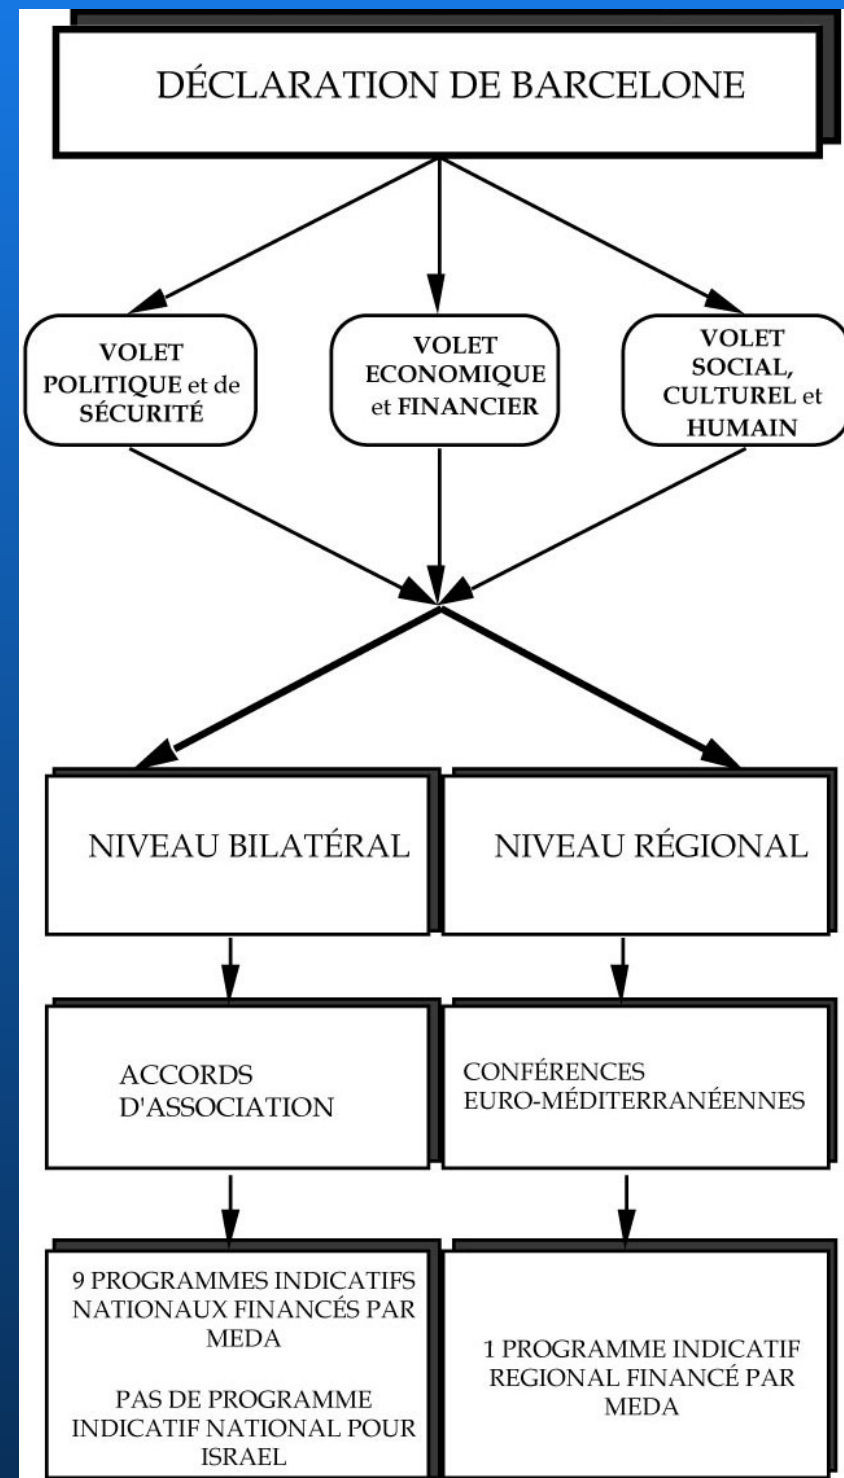 DÉCLARATION DE BARCELONE
VOLET
POLITIQUE et de
SÉCURITÉ
VOLET
ECONOMIQUE
et FINANCIER
VOLET
SOCIAL,
CULTUREL et
HUMAIN
NIVEAU BILATÉRAL
NIVEAU RÉGIONAL
ACCORDS
D'ASSOCIATION
CONFÉRENCES
EURO-MÉDITERRANÉENNES
9 PROGRAMMES INDICATIFS
NATIONAUX FINANCÉS PAR
MEDA
PAS DE PROGRAMME
INDICATIF NATIONAL POUR
ISRAEL
1 PROGRAMME INDICATIF
REGIONAL FINANCÉ PAR
MEDA